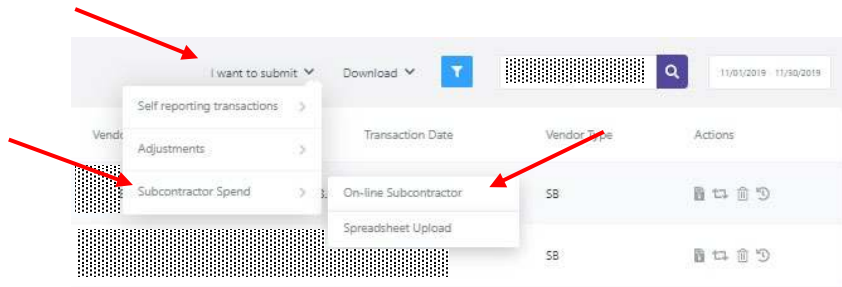 I want to submit Download 11/01/2019 11/30/2019
Self reporting transactions
Transaction Date Vendor Type Actions
Adjustments
Subcontractor Spend On-line Subcontractor SB
Spreadsheet Upload
SB